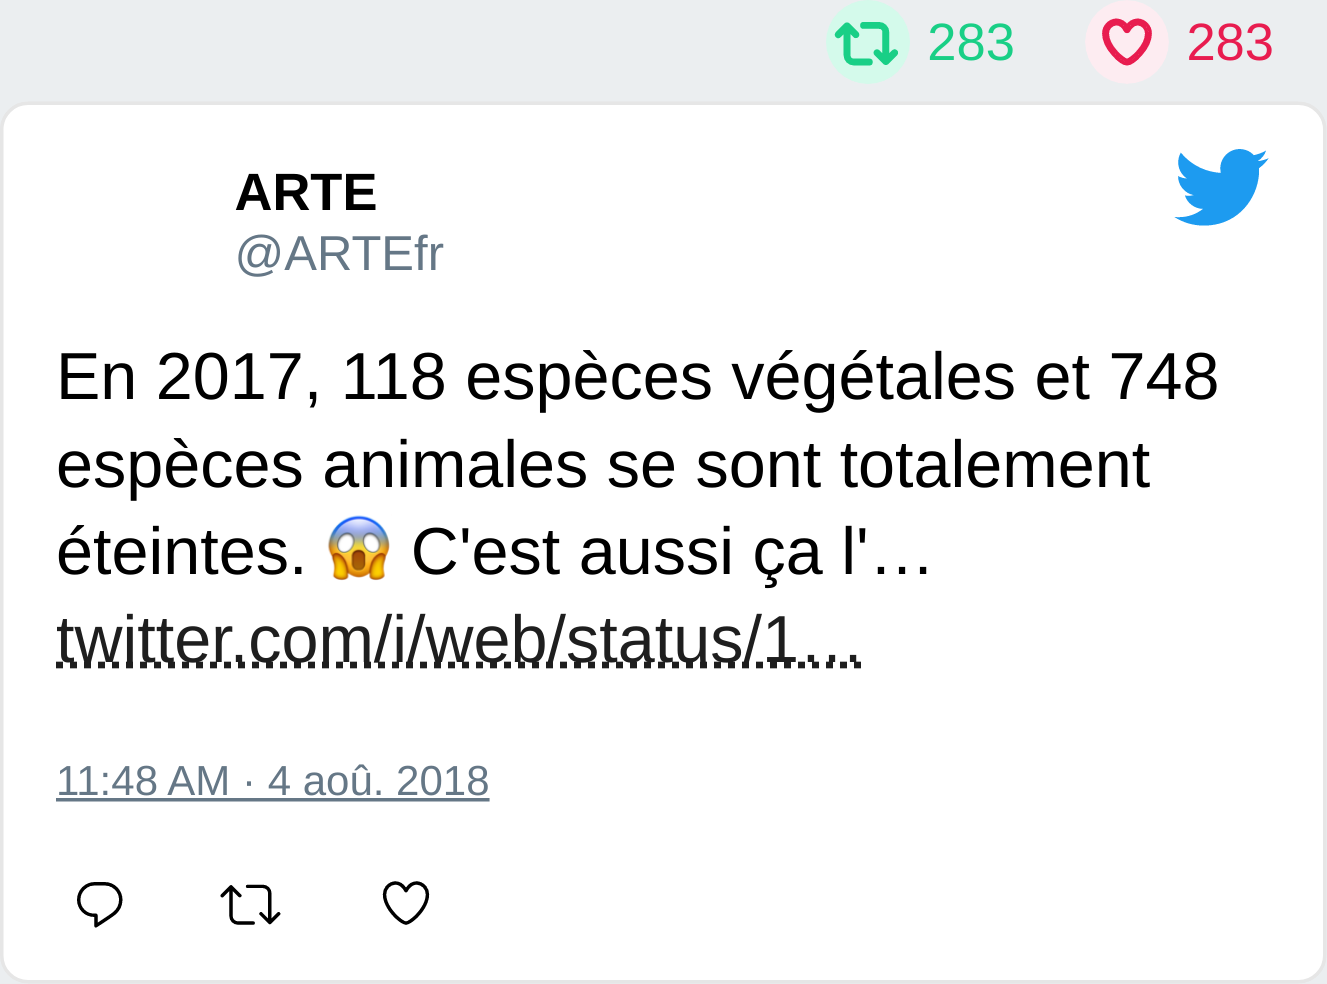 283 283
ARTE
@ARTEfr
En 2017, 118 espèces végétales et 748
espèces animales se sont totalement
éteintes. 😱 C'est aussi ça l'…
twitter.com/i/web/status/1…
11:48 AM · 4 aoû. 2018